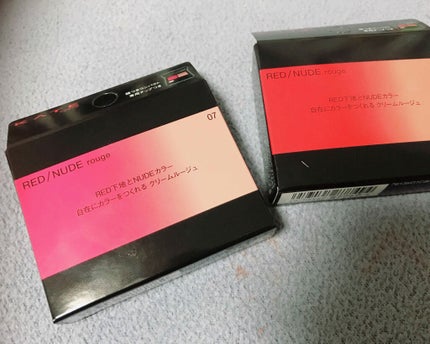 KATE
07
RED/NUDE rouge
RED下地とNUDEカラー
自在にカラーをつくれる クリームルージュ
RED/NUDE rouge
RED下地とNUDEカラー
自在にカラーをつくれる クリームルージュ